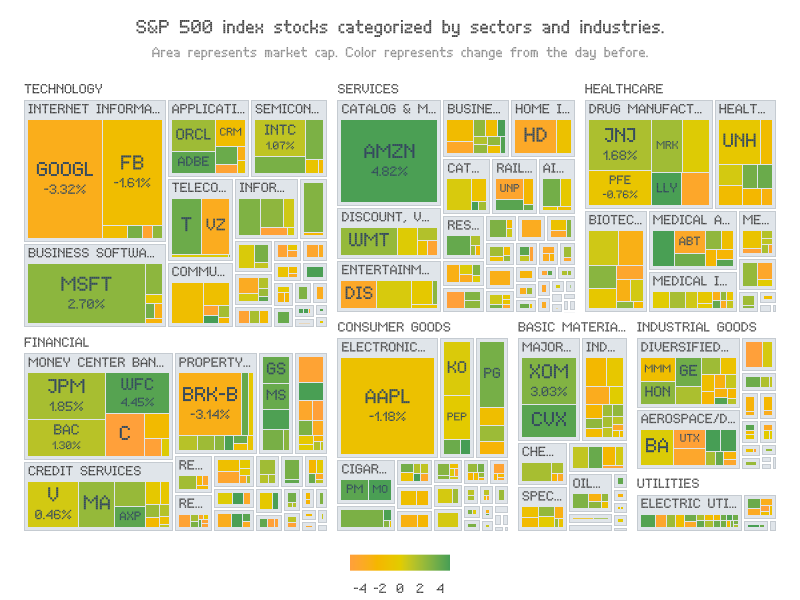 S&P 500 index stocks categorized by sectors and industries.
Area represents market cap. Color represents change from the day before.
TECHNOLOGY
INTERNET INFORMA...
GOOGL
-3.32%
FB
-1.61%
APPLICATI...
ORCL
CRM
ADBE
SEMICON...
INTC
1.07%
TELECO...
T
VZ
INFOR...
BUSINESS SOFTWA...
MSFT
2.70%
COMMU...
SERVICES
CATALOG & M...
AMZN
4.82%
BUSINE...
HOME I...
HD
CAT...
RAIL...
UNP
AI...
DISCOUNT, V...
WMT
RES...
ENTERTAINM...
DIS
HEALTHCARE
DRUG MANUFACT...
JNJ
1.68%
MRK
PFE
-0.76%
LLY
HEALT...
UNH
BIOTEC...
MEDICAL A...
ABT
ME...
MEDICAL I...
FINANCIAL
MONEY CENTER BAN...
JPM
1.85%
WFC
4.45%
BAC
1.30%
C
PROPERTY...
BRK-B
-3.14%
GS
MS
CREDIT SERVICES
V
0.46%
MA
AXP
RE...
RE...
CONSUMER GOODS
ELECTRONIC...
AAPL
-1.18%
KO
PEP
PG
CIGAR...
PM
MO
BASIC MATERIA...
MAJOR...
XOM
3.03%
CVX
IND...
CHE...
SPEC...
OIL...
INDUSTRIAL GOODS
DIVERSIFIED...
MMM
GE
HON
AEROSPACE/D...
BA
UTX
UTILITIES
ELECTRIC UTI...
-4 -2 0 2 4